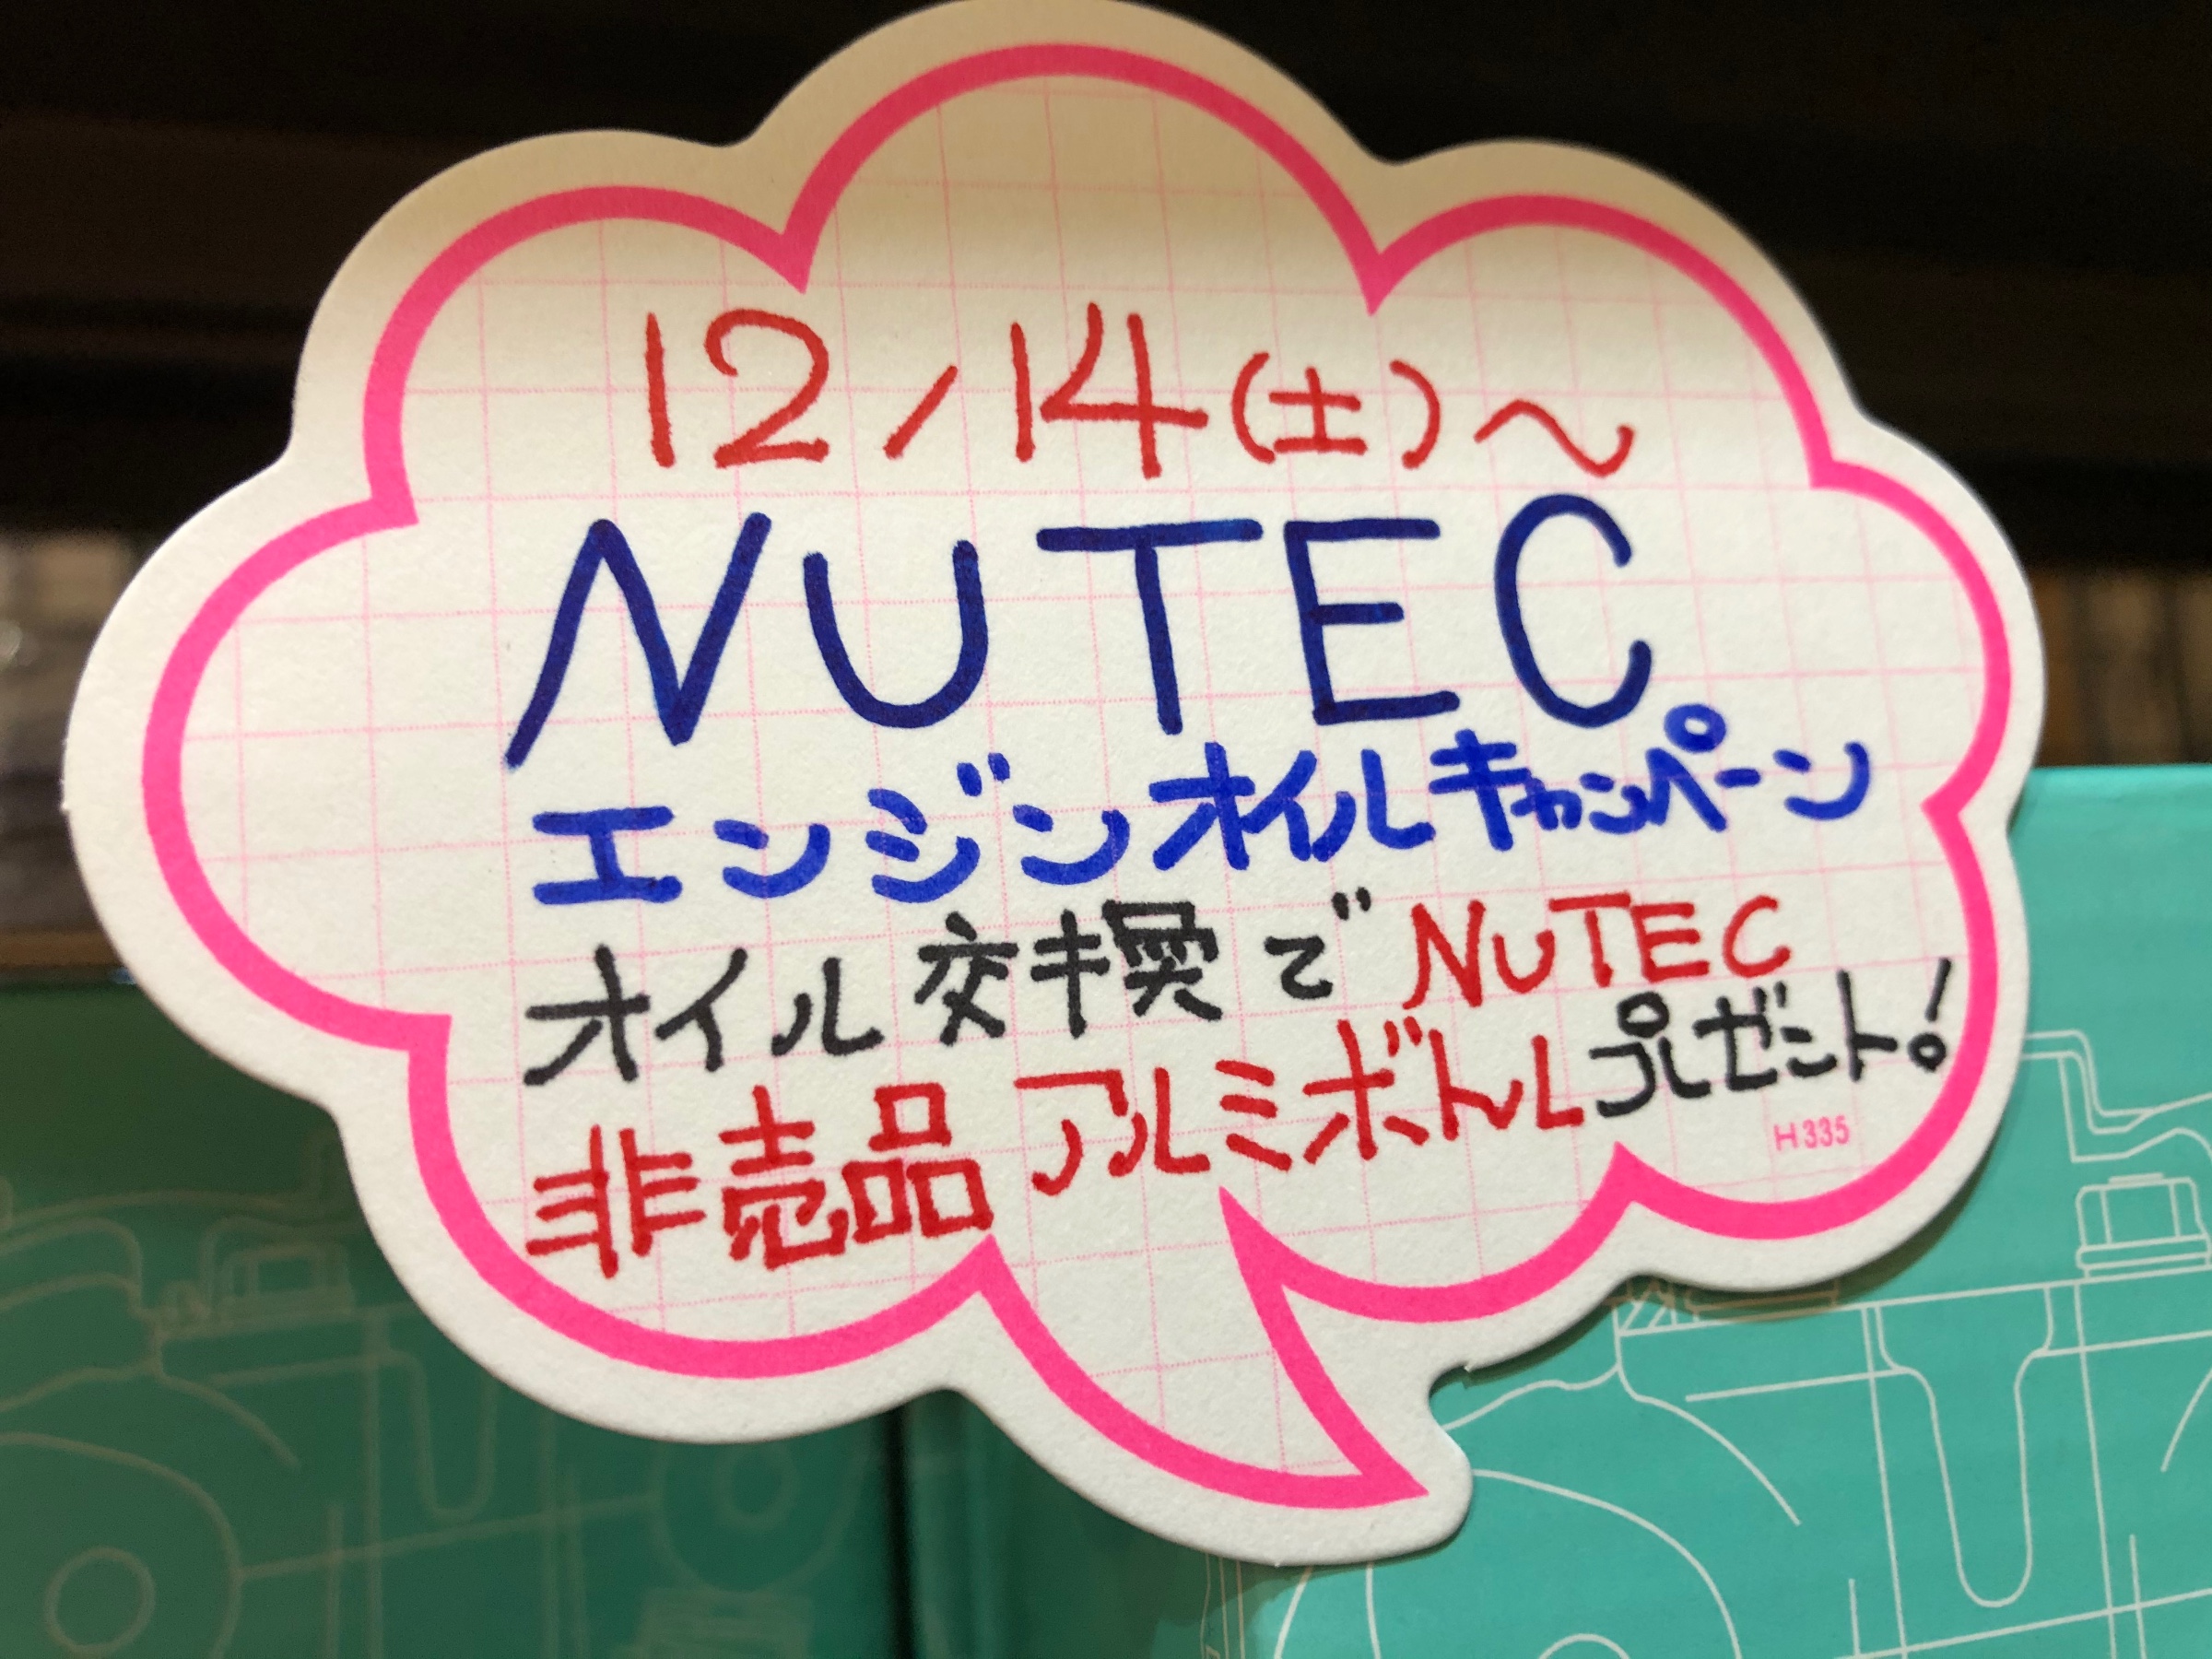 12/14(土)～
NUTEC
エンジンオイルキャンペーン
オイル交換でNUTEC
非売品アルミボトルプレゼント!
H335